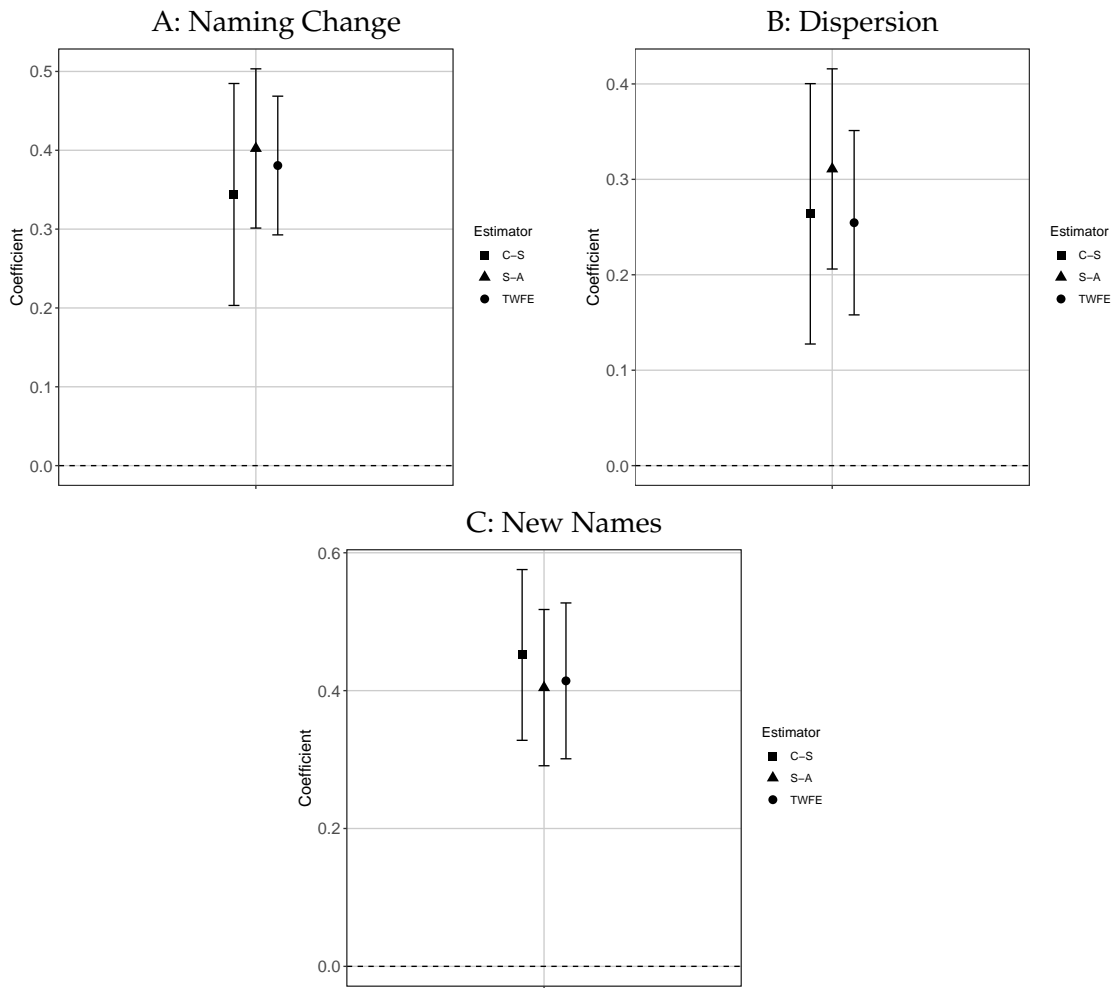 A: Naming Change
0.5
0.4
0.3
0.2
0.1
0.0
Coefficient
Estimator
C−S
S−A
TWFE
B: Dispersion
0.4
0.3
0.2
0.1
0.0
Coefficient
Estimator
C−S
S−A
TWFE
C: New Names
0.6
0.4
0.2
0.0
Coefficient
Estimator
C−S
S−A
TWFE